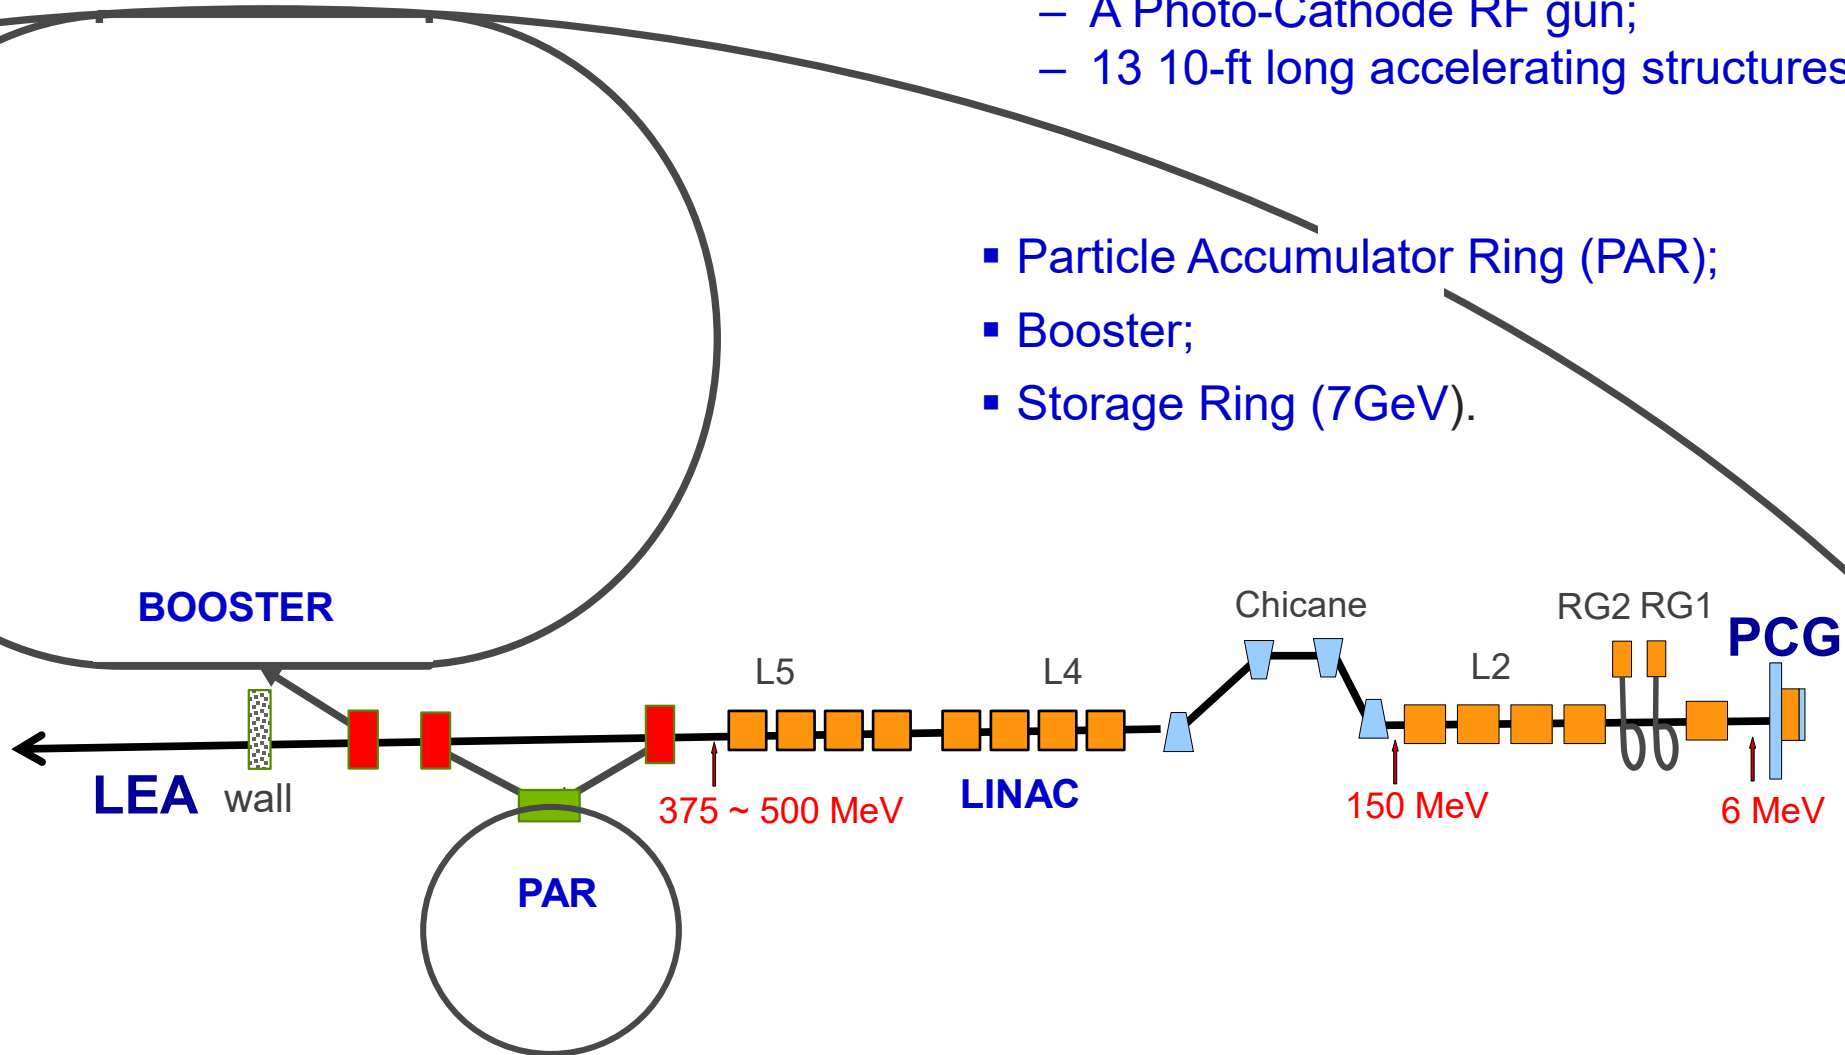 – A Photo-Cathode RF gun;
– 13 10-ft long accelerating structures
▪ Particle Accumulator Ring (PAR);
▪ Booster;
▪ Storage Ring (7GeV).
BOOSTER
Chicane
RG2 RG1
PCG
L5
L4
L2
LEA
wall
375 ~ 500 MeV
LINAC
150 MeV
6 MeV
PAR